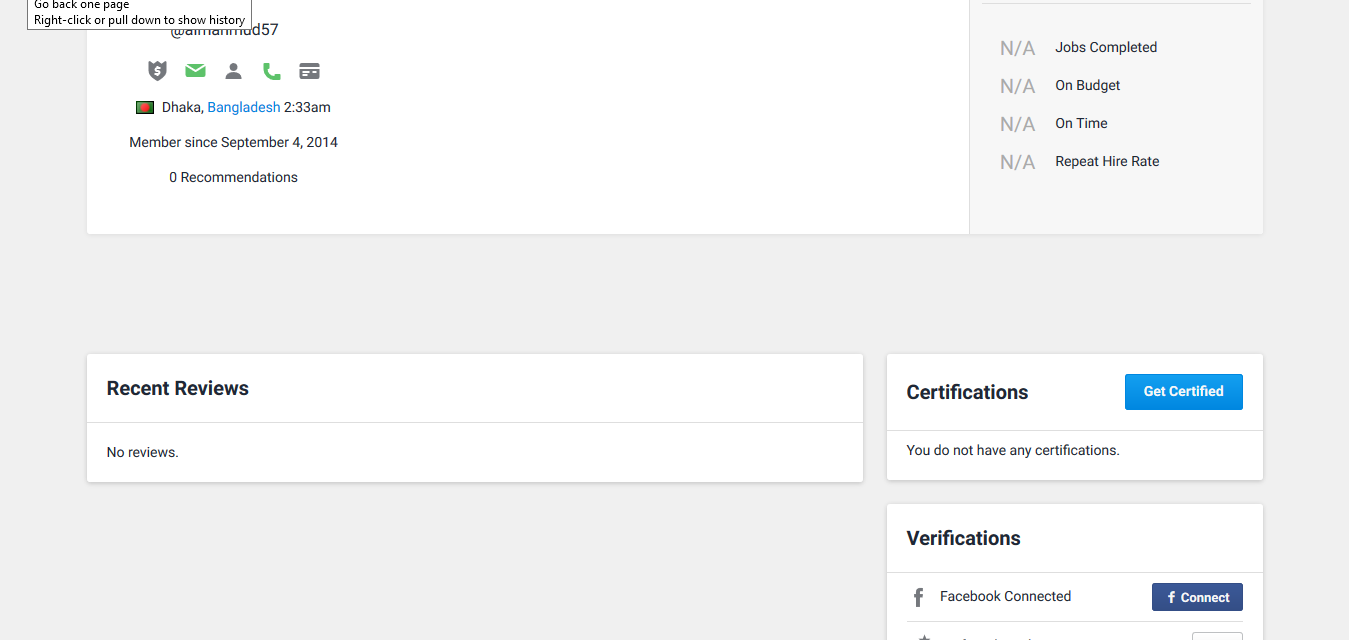 Go back one page
Right-click or pull down to show history
Dhaka, Bangladesh 2:33am
Member since September 4, 2014
0 Recommendations
N/A Jobs Completed
N/A On Budget
N/A On Time
N/A Repeat Hire Rate
Recent Reviews
No reviews.
Certifications
Get Certified
You do not have any certifications.
Verifications
Facebook Connected
f Connect